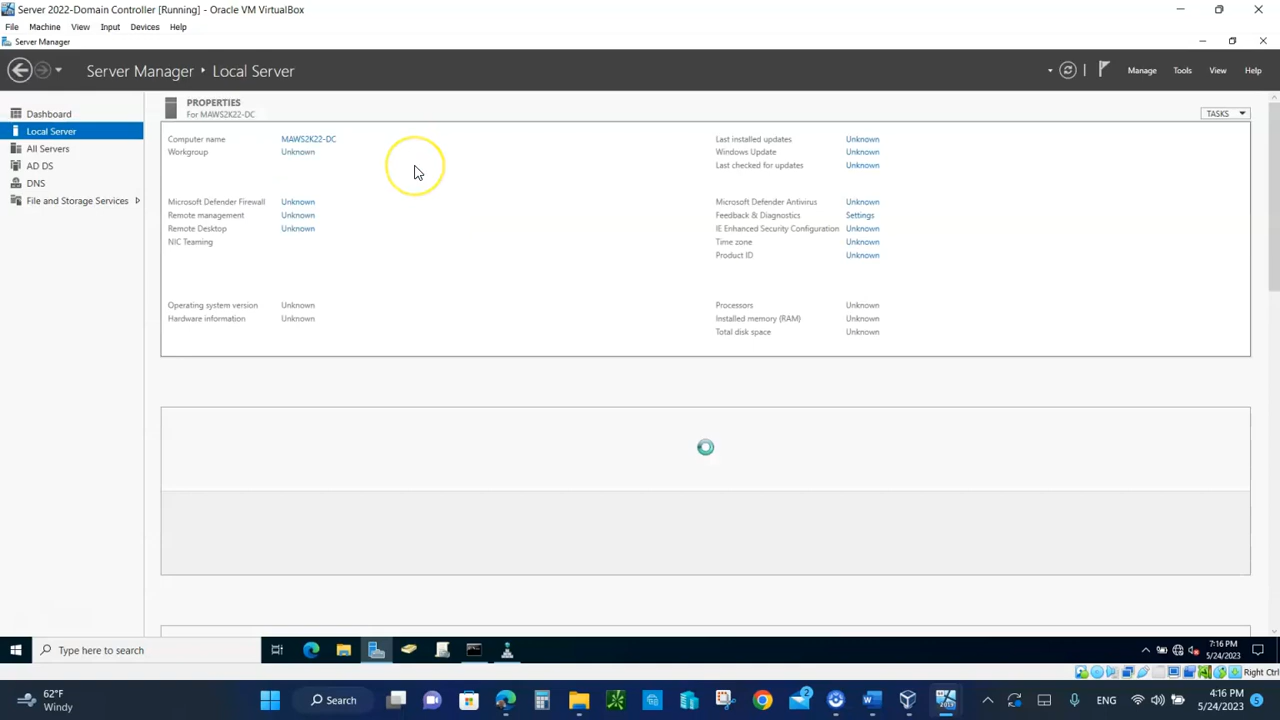 Server 2022-Domain Controller [Running] - Oracle VM VirtualBox
File Machine View Input Devices Help
Server Manager
Server Manager ‣ Local Server
Manage Tools View Help
Dashboard
Local Server
All Servers
AD DS
DNS
File and Storage Services
PROPERTIES
For MAWS2K22-DC
TASKS
Computer name MAWS2K22-DC
Workgroup Unknown
Microsoft Defender Firewall Unknown
Remote management Unknown
Remote Desktop Unknown
NIC Teaming
Operating system version Unknown
Hardware information Unknown
Last installed updates Unknown
Windows Update Unknown
Last checked for updates Unknown
Microsoft Defender Antivirus Unknown
Feedback & Diagnostics Settings
IE Enhanced Security Configuration Unknown
Time zone Unknown
Product ID Unknown
Processors Unknown
Installed memory (RAM) Unknown
Total disk space Unknown
Type here to search
7:16 PM
5/24/2023
Right Ctrl
62°F
Windy
Search
2
2019
ENG
4:16 PM
5/24/2023
5